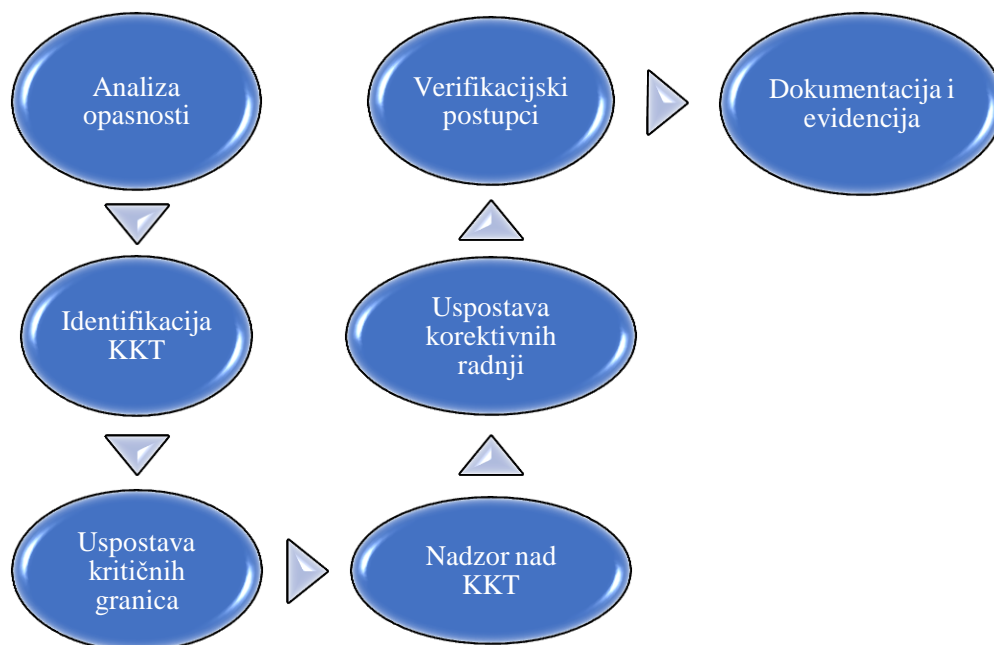 Analiza
opasnosti
Identifikacija
KKT
Uspostava
kritičnih
granica
Nadzor nad
KKT
Uspostava
korektivnih
radnji
Verifikacijski
postupci
Dokumentacija i
evidencija